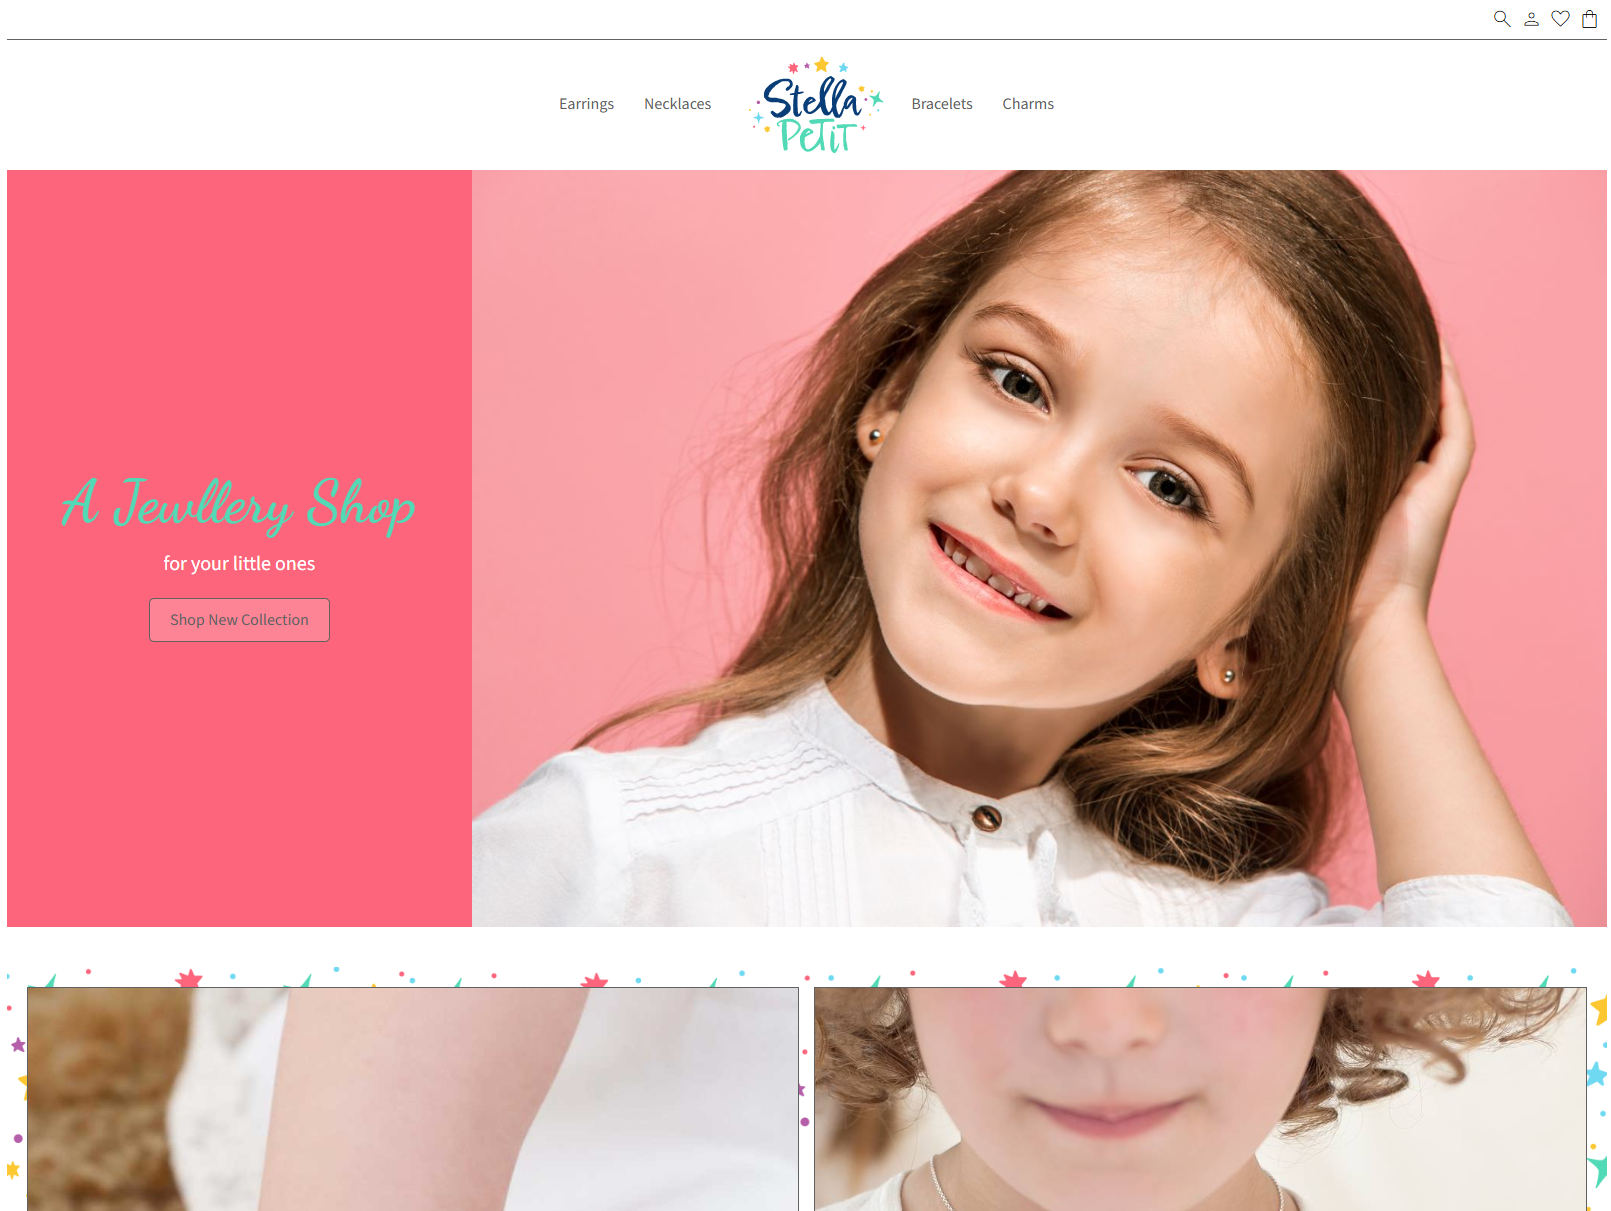 Earrings Necklaces Bracelets Charms
Stella
PeTiT
A Jewllery Shop
for your little ones
Shop New Collection